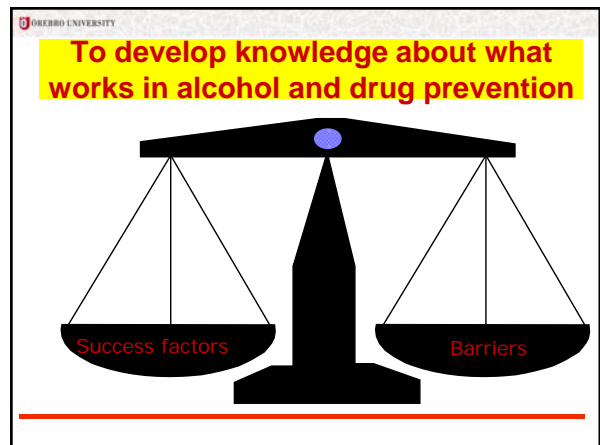 ÖREBRO UNIVERSITY
To develop knowledge about what
works in alcohol and drug prevention
Success factors
Barriers